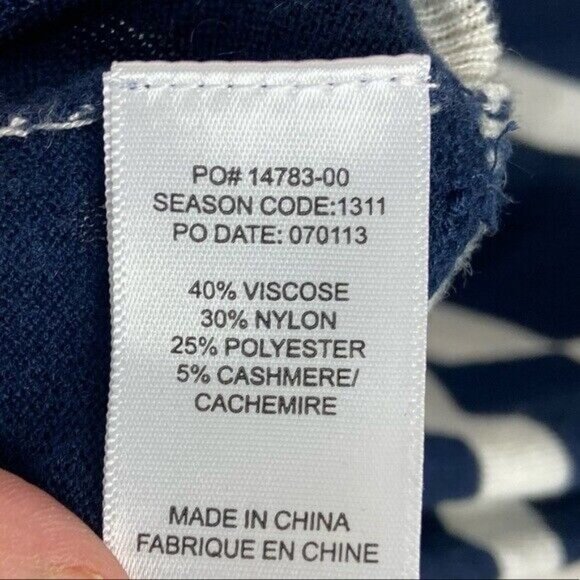 PO# 14783-00
SEASON CODE:1311
PO DATE: 070113
40% VISCOSE
30% NYLON
25% POLYESTER
5% CASHMERE/
CACHEMIRE
MADE IN CHINA
FABRIQUE EN CHINE